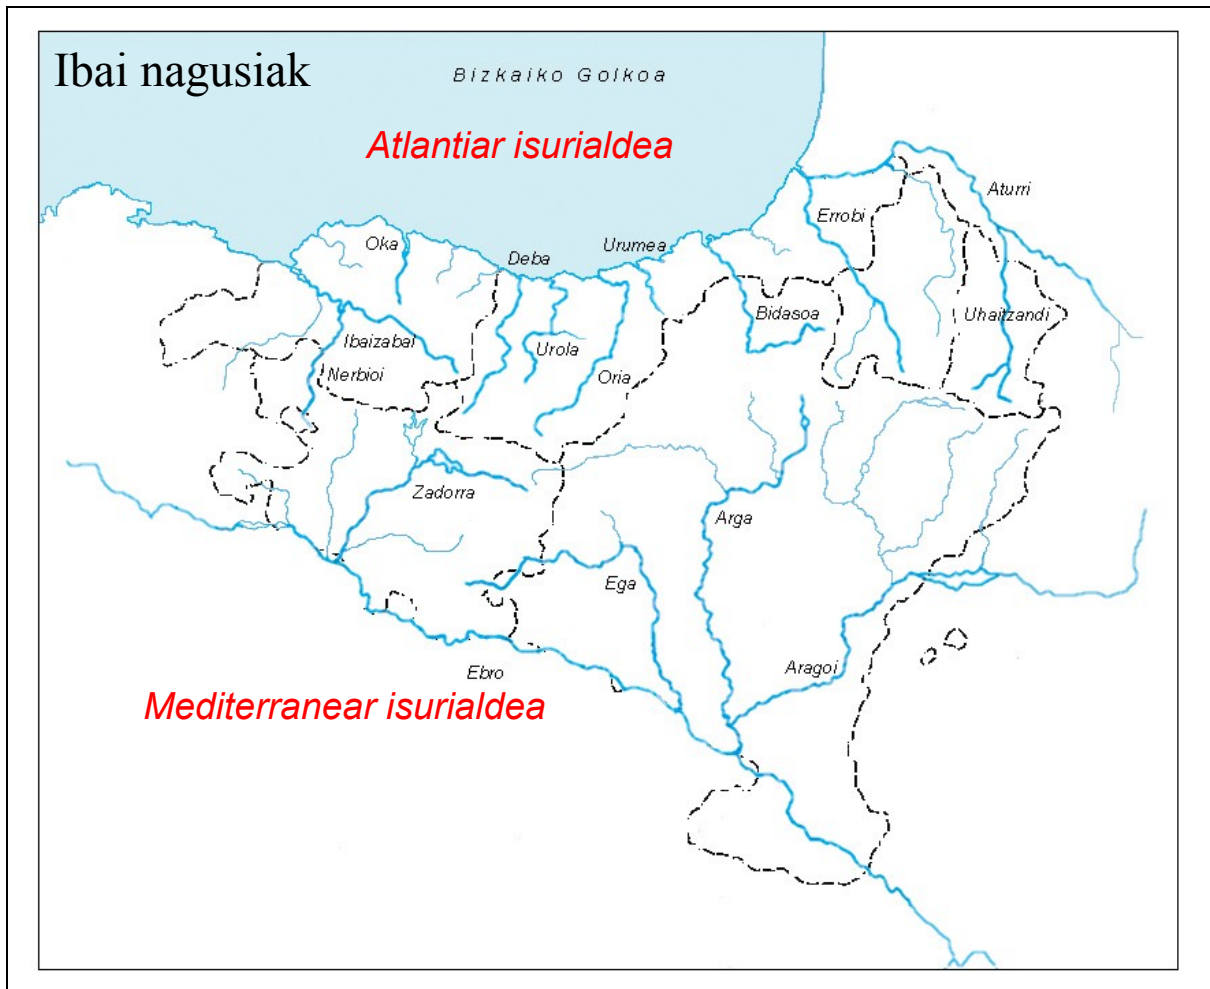 Ibai nagusiak
Bizkaiko Golkoa
Atlantiar isurialdea
Aturri
Errobi
Oka
Urumea
Deba
Bidasoa
Uhaitzandi
Ibaizabal
Urola
Nerbioi
Oria
Zadorra
Arga
Ega
Ebro
Aragoi
Mediterranear isurialdea